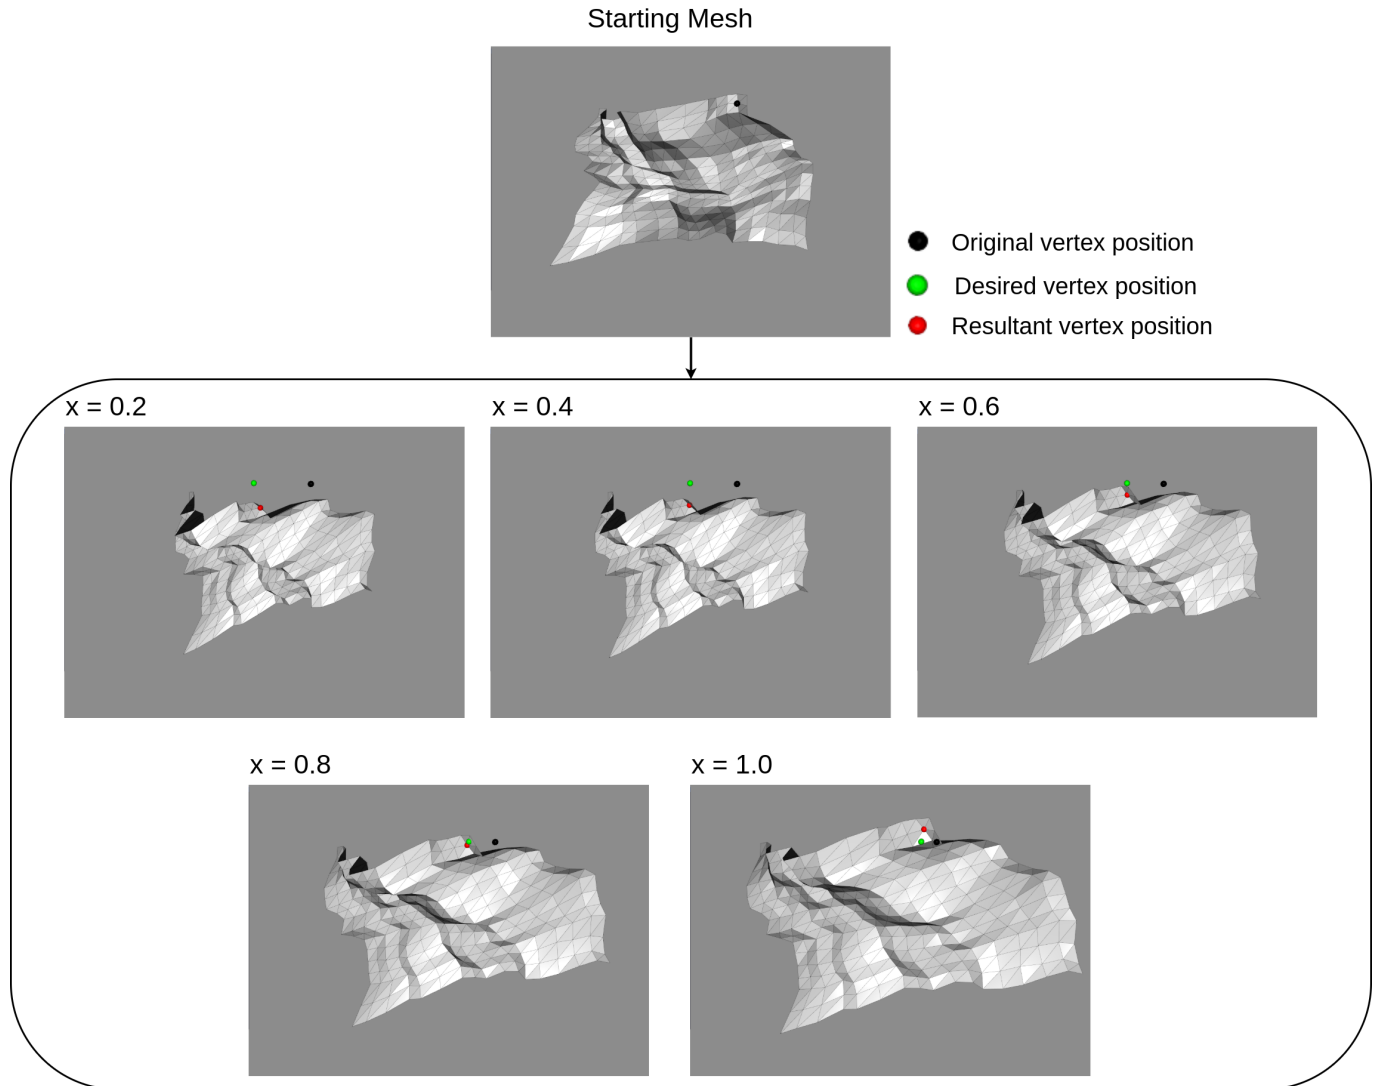 Starting Mesh
Original vertex position
Desired vertex position
Resultant vertex position
x = 0.2
x = 0.4
x = 0.6
x = 0.8
x = 1.0